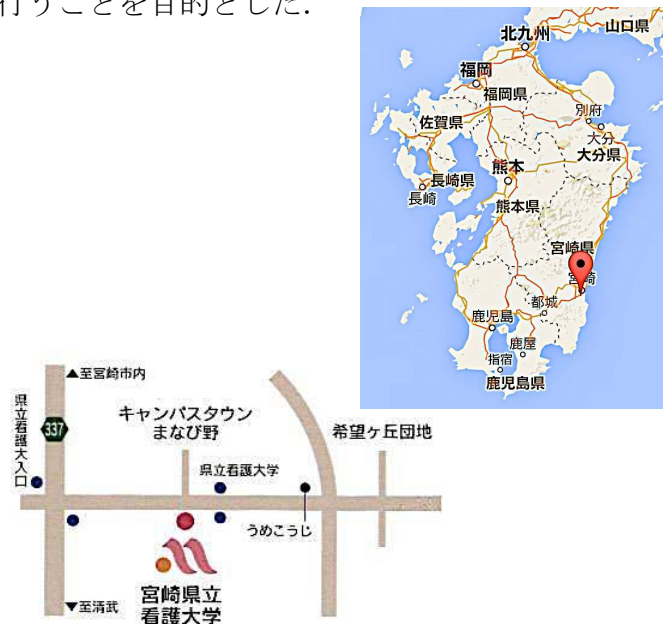 行うことを目的とした.
北九州
山口県
福岡
福岡県
別府
佐賀県
大分
大分県
熊本
長崎県
長崎
熊本県
宮崎県
宮崎
都城
鹿児島
鹿屋
指宿
鹿児島県
▲至宮崎市内
県立看護大入口
337
キャンパスタウン
まなび野
希望ヶ丘団地
県立看護大学
うめこうじ
宮崎県立
看護大学
▼至清武